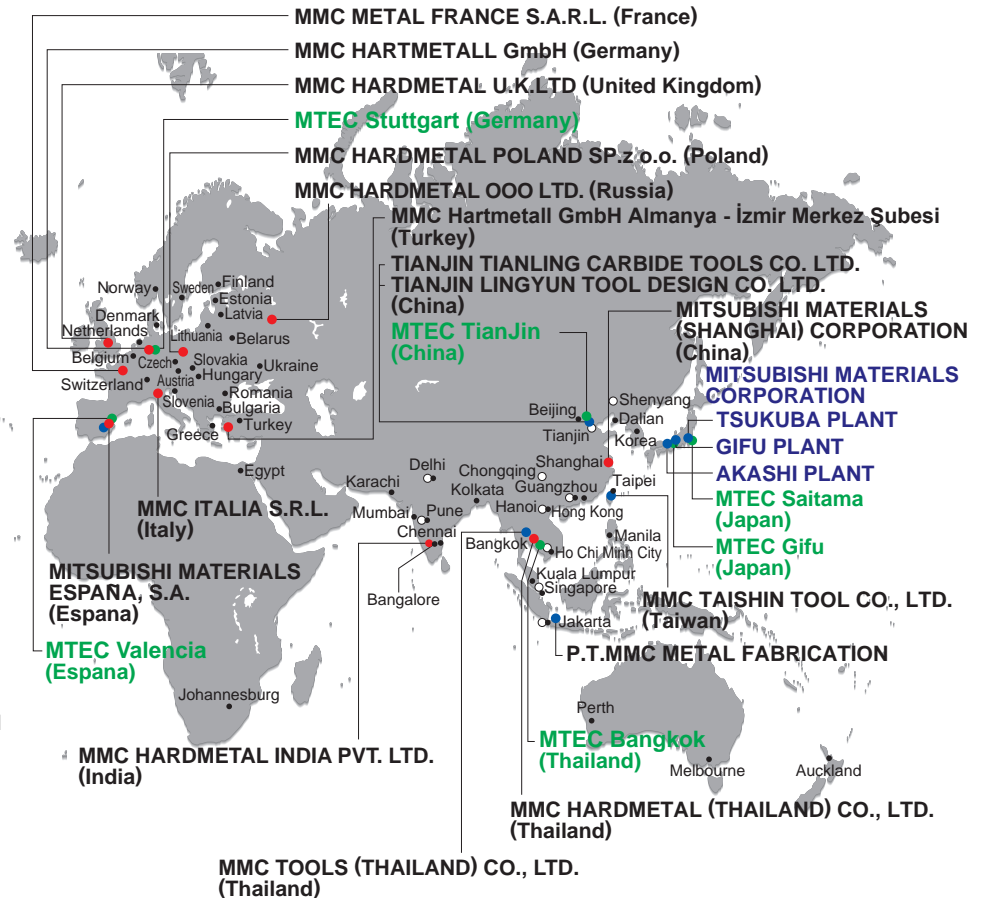 MMC METAL FRANCE S.A.R.L. (France)
MMC HARTMETALL GmbH (Germany)
MMC HARDMETAL U.K.LTD (United Kingdom)
MTEC Stuttgart (Germany)
MMC HARDMETAL POLAND SP.z o.o. (Poland)
MMC HARDMETAL OOO LTD. (Russia)
MMC Hartmetall GmbH Almanya - İzmir Merkez Şubesi
(Turkey)
TIANJIN TIANLING CARBIDE TOOLS CO. LTD.
TIANJIN LINGYUN TOOL DESIGN CO. LTD.
(China)
MTEC TianJin
(China)
MITSUBISHI MATERIALS
(SHANGHAI) CORPORATION
(China)
MITSUBISHI MATERIALS
CORPORATION
TSUKUBA PLANT
GIFU PLANT
AKASHI PLANT
MTEC Saitama
(Japan)
MTEC Gifu
(Japan)
Norway
Sweden
Finland
Estonia
Latvia
Denmark
Netherlands
Lithuania
Belarus
Belgium
Czech
Slovakia
Ukraine
Hungary
Switzerland
Austria
Slovenia
Romania
Bulgaria
Greece
Turkey
Egypt
Beijing
Shenyang
Dalian
Tianjin
Korea
Shanghai
Delhi
Chongqing
Karachi
Kolkata
Guangzhou
Taipei
Mumbai
Pune
Hanoi
Hong Kong
Chennai
Bangkok
Manila
Ho Chi Minh City
Bangalore
Kuala Lumpur
Singapore
Jakarta
MMC ITALIA S.R.L.
(Italy)
MITSUBISHI MATERIALS
ESPAÑA, S.A.
(Espana)
MTEC Valencia
(Espana)
MMC TAISHIN TOOL CO., LTD.
(Taiwan)
P.T.MMC METAL FABRICATION
Johannesburg
Perth
Melbourne
Auckland
MTEC Bangkok
(Thailand)
MMC HARDMETAL INDIA PVT. LTD.
(India)
MMC HARDMETAL (THAILAND) CO., LTD.
(Thailand)
MMC TOOLS (THAILAND) CO., LTD.
(Thailand)